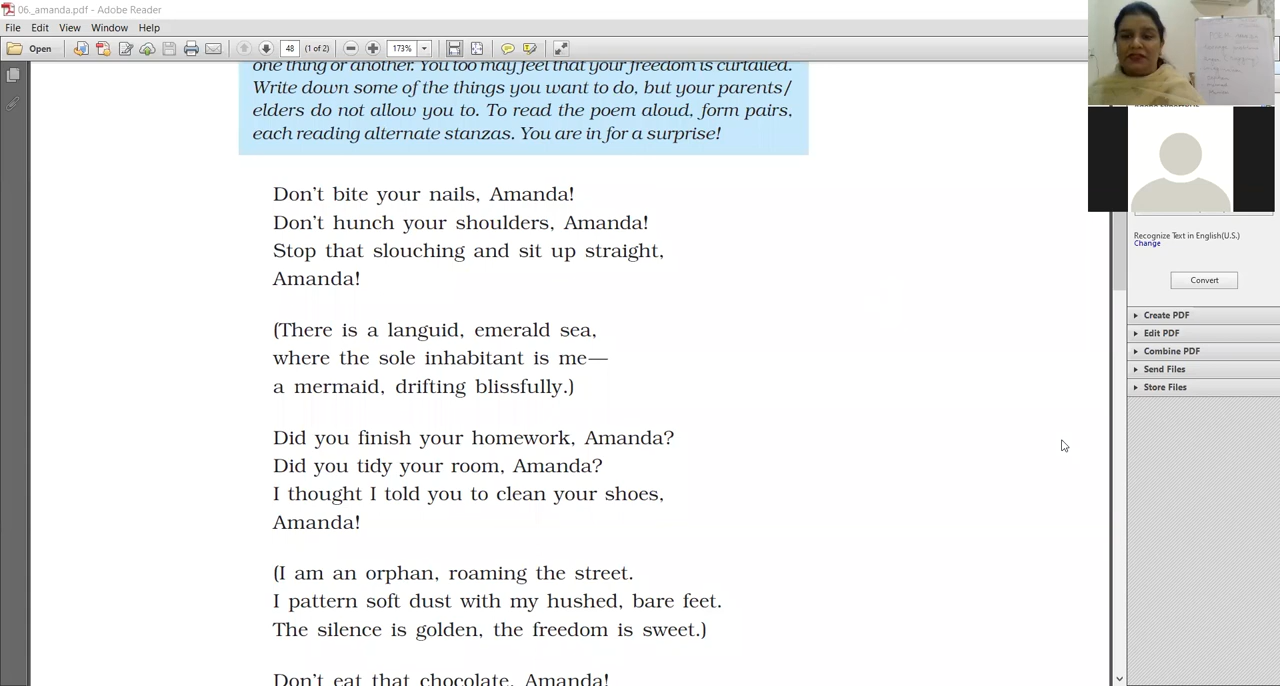 06._amanda.pdf - Adobe Reader
File Edit View Window Help
Open 48 (1 of 2) 173%
one thing or another. You too may feel that your freedom is curtailed.
Write down some of the things you want to do, but your parents/
elders do not allow you to. To read the poem aloud, form pairs,
each reading alternate stanzas. You are in for a surprise!
Don't bite your nails, Amanda!
Don't hunch your shoulders, Amanda!
Stop that slouching and sit up straight,
Amanda!
(There is a languid, emerald sea,
where the sole inhabitant is me—
a mermaid, drifting blissfully.)
Did you finish your homework, Amanda?
Did you tidy your room, Amanda?
I thought I told you to clean your shoes,
Amanda!
(I am an orphan, roaming the street.
I pattern soft dust with my hushed, bare feet.
The silence is golden, the freedom is sweet.)
Don't eat that chocolate, Amanda!
Recognize Text in English(U.S.)
Change
Convert
Create PDF
Edit PDF
Combine PDF
Send Files
Store Files